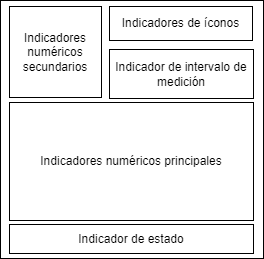 Indicadores
numéricos
secundarios
Indicadores de íconos
Indicador de intervalo de
medición
Indicadores numéricos principales
Indicador de estado